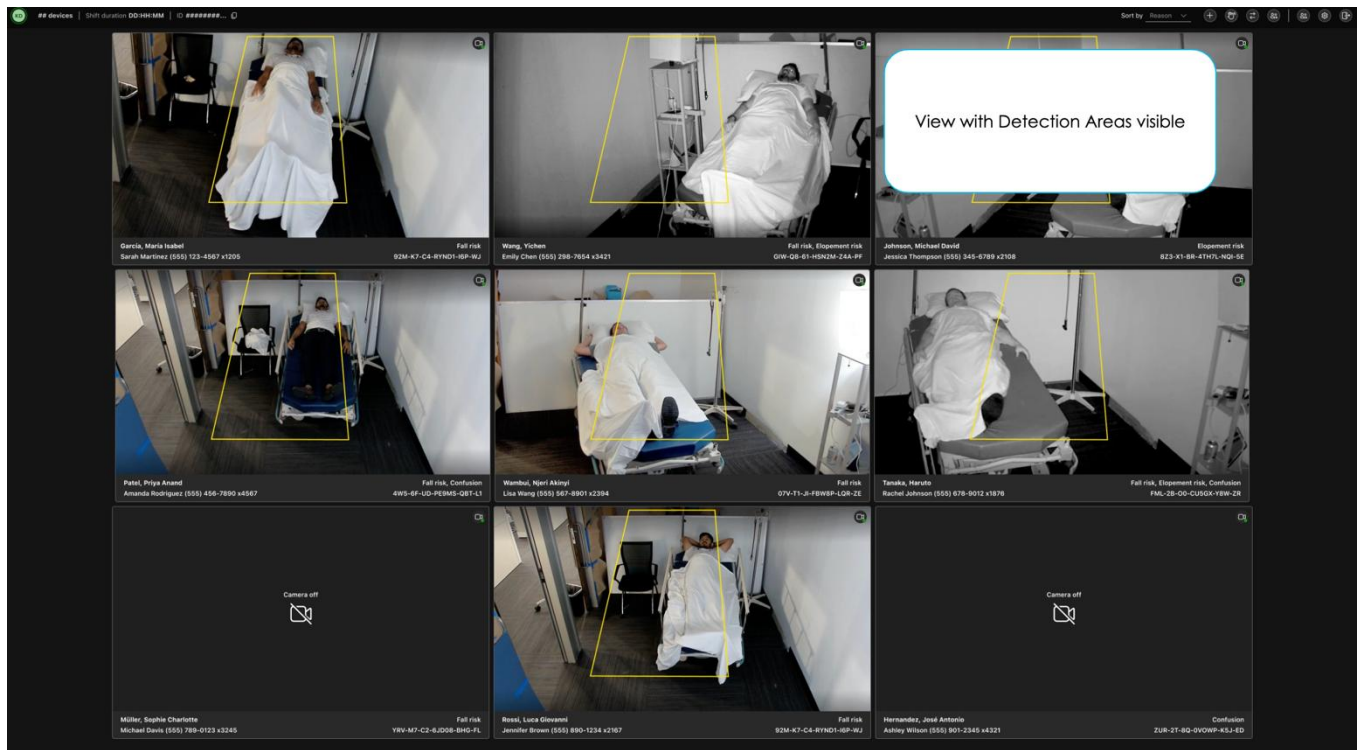 KD ## devices Shift duration DD:HH:MM ID ########... Sort by Reason
View with Detection Areas visible
García, María Isabel Fall risk
Sarah Martinez (555) 123-4567 x1205 92M-K7-C4-RYND1-I6P-WJ
Wang, Yichen Fall risk, Elopement risk
Emily Chen (555) 298-7654 x3421 GIW-Q8-61-HSN2M-Z4A-PF
Johnson, Michael David Elopement risk
Jessica Thompson (555) 345-6789 x2108 8Z3-X1-BR-4TH7L-NQI-5E
Patel, Priya Anand Fall risk, Confusion
Amanda Rodriguez (555) 456-7890 x4567 4W5-6F-UD-PE9MS-QBT-L1
Wambui, Njeri Akinyi Fall risk
Lisa Wang (555) 567-8901 x2394 07V-T1-JI-FBW8P-LQR-ZE
Tanaka, Haruto Fall risk, Elopement risk, Confusion
Rachel Johnson (555) 678-9012 x1876 FML-2B-O0-CU5GX-Y8W-ZR
Camera off
Müller, Sophie Charlotte Fall risk
Michael Davis (555) 789-0123 x3245 YRV-M7-C2-6JD08-BHG-FL
Rossi, Luca Giovanni Fall risk
Jennifer Brown (555) 890-1234 x2167 92M-K7-C4-RYND1-I6P-WJ
Camera off
Hernandez, José Antonio Confusion
Ashley Wilson (555) 901-2345 x4321 ZUR-2T-8Q-0VOWP-K5J-ED